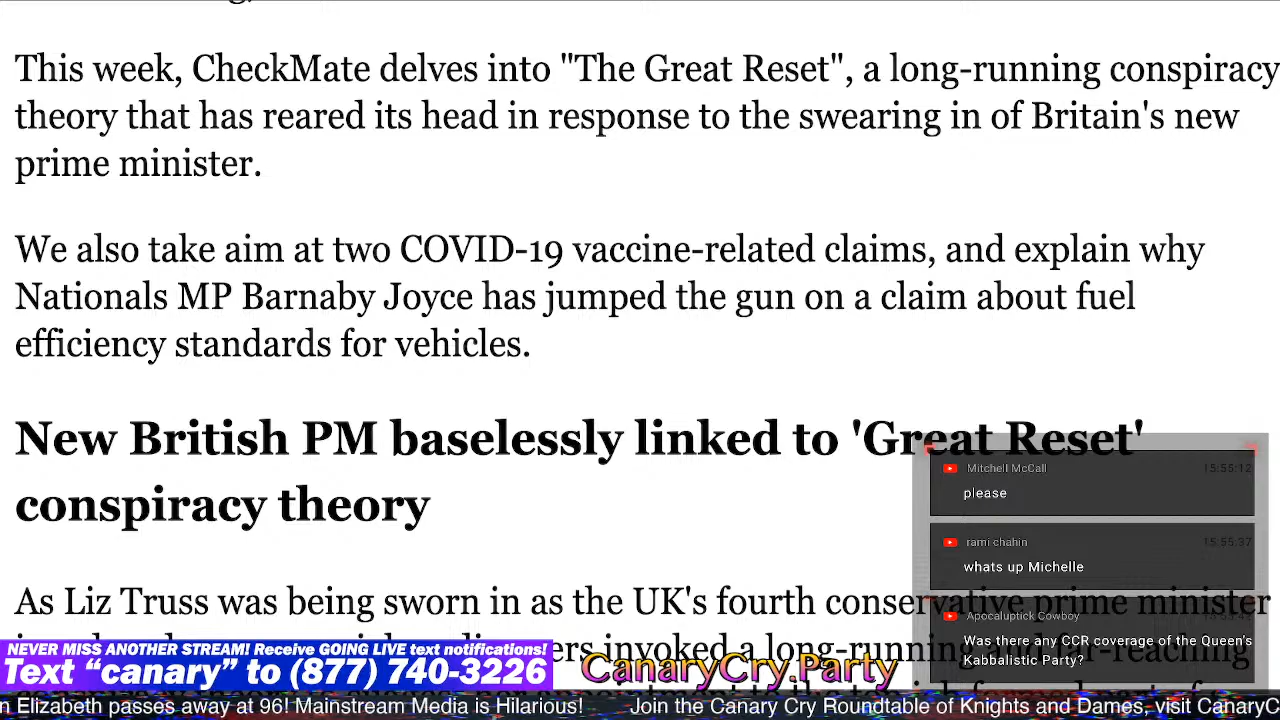 This week, CheckMate delves into "The Great Reset", a long-running conspiracy
theory that has reared its head in response to the swearing in of Britain's new
prime minister.
We also take aim at two COVID-19 vaccine-related claims, and explain why
Nationals MP Barnaby Joyce has jumped the gun on a claim about fuel
efficiency standards for vehicles.
New British PM baselessly linked to 'Great Reset'
conspiracy theory
Mitchell McCall 15:55:12
please
rami chahin 15:55:37
whats up Michelle
As Liz Truss was being sworn in as the UK's fourth conservative prime minister
Apocaluptick Cowboy
Was there any CCR coverage of the Queen's
Kabbalistic Party?
invoked a long-running and far-reaching
NEVER MISS ANOTHER STREAM! Receive GOING LIVE text notifications!
Text "canary" to (877) 740-3226
CanaryCry.Party
n Elizabeth passes away at 96! Mainstream Media is Hilarious! Join the Canary Cry Roundtable of Knights and Dames, visit CanaryC